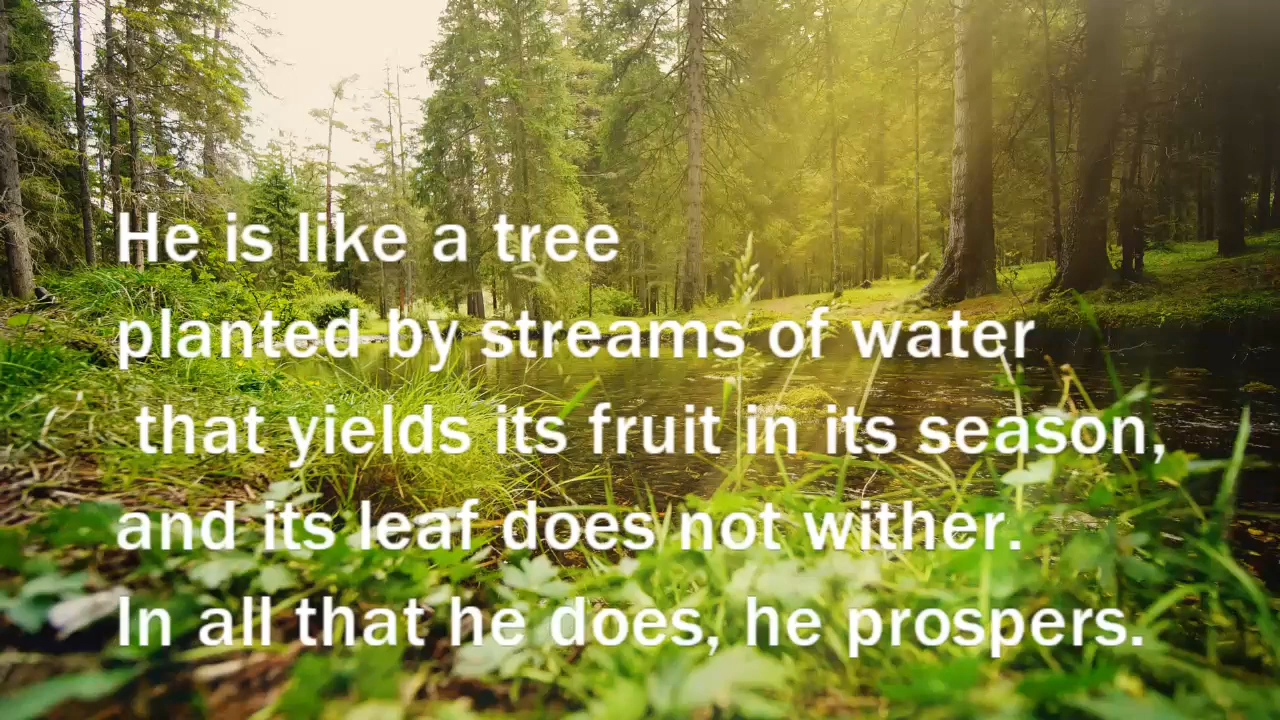 He is like a tree
planted by streams of water
that yields its fruit in its season,
and its leaf does not wither.
In all that he does, he prospers.